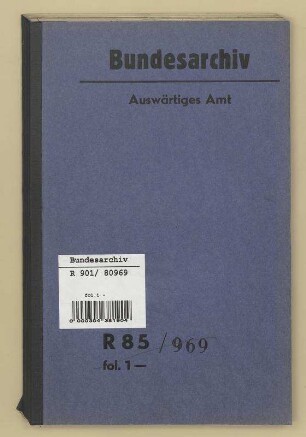 Bundesarchiv
Auswärtiges Amt
Bundesarchiv
R 901/ 80969
fol 1 -
R 85 / 969
fol. 1 —